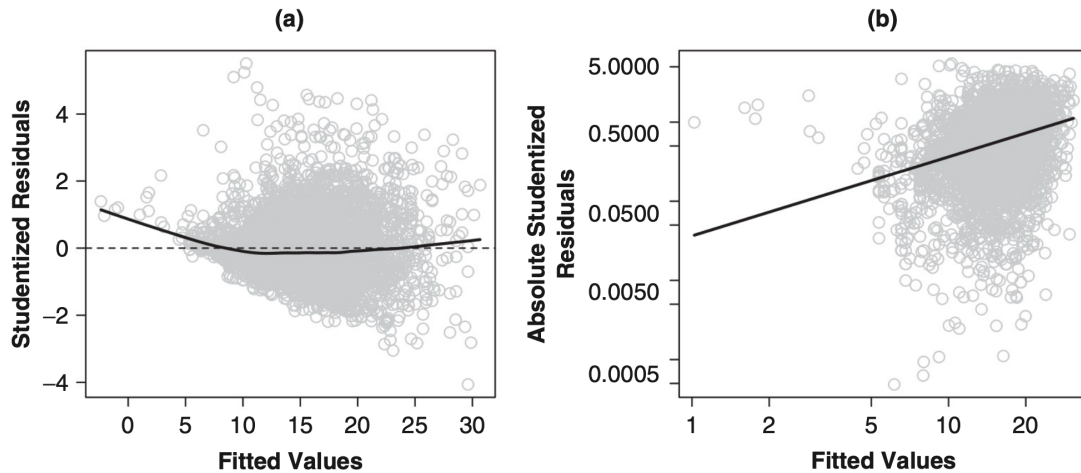 (a)
Studentized Residuals
4
2
0
−2
−4
0 5 10 15 20 25 30
Fitted Values
(b)
Absolute Studentized
Residuals
5.0000
0.5000
0.0500
0.0050
0.0005
1 2 5 10 20
Fitted Values